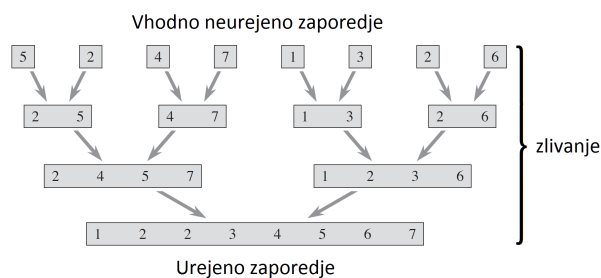 Vhodno neurejeno zaporedje
5 2 4 7 1 3 2 6
2 5 4 7 1 3 2 6
zlivanje
2 4 5 7 1 2 3 6
1 2 2 3 4 5 6 7
Urejeno zaporedje